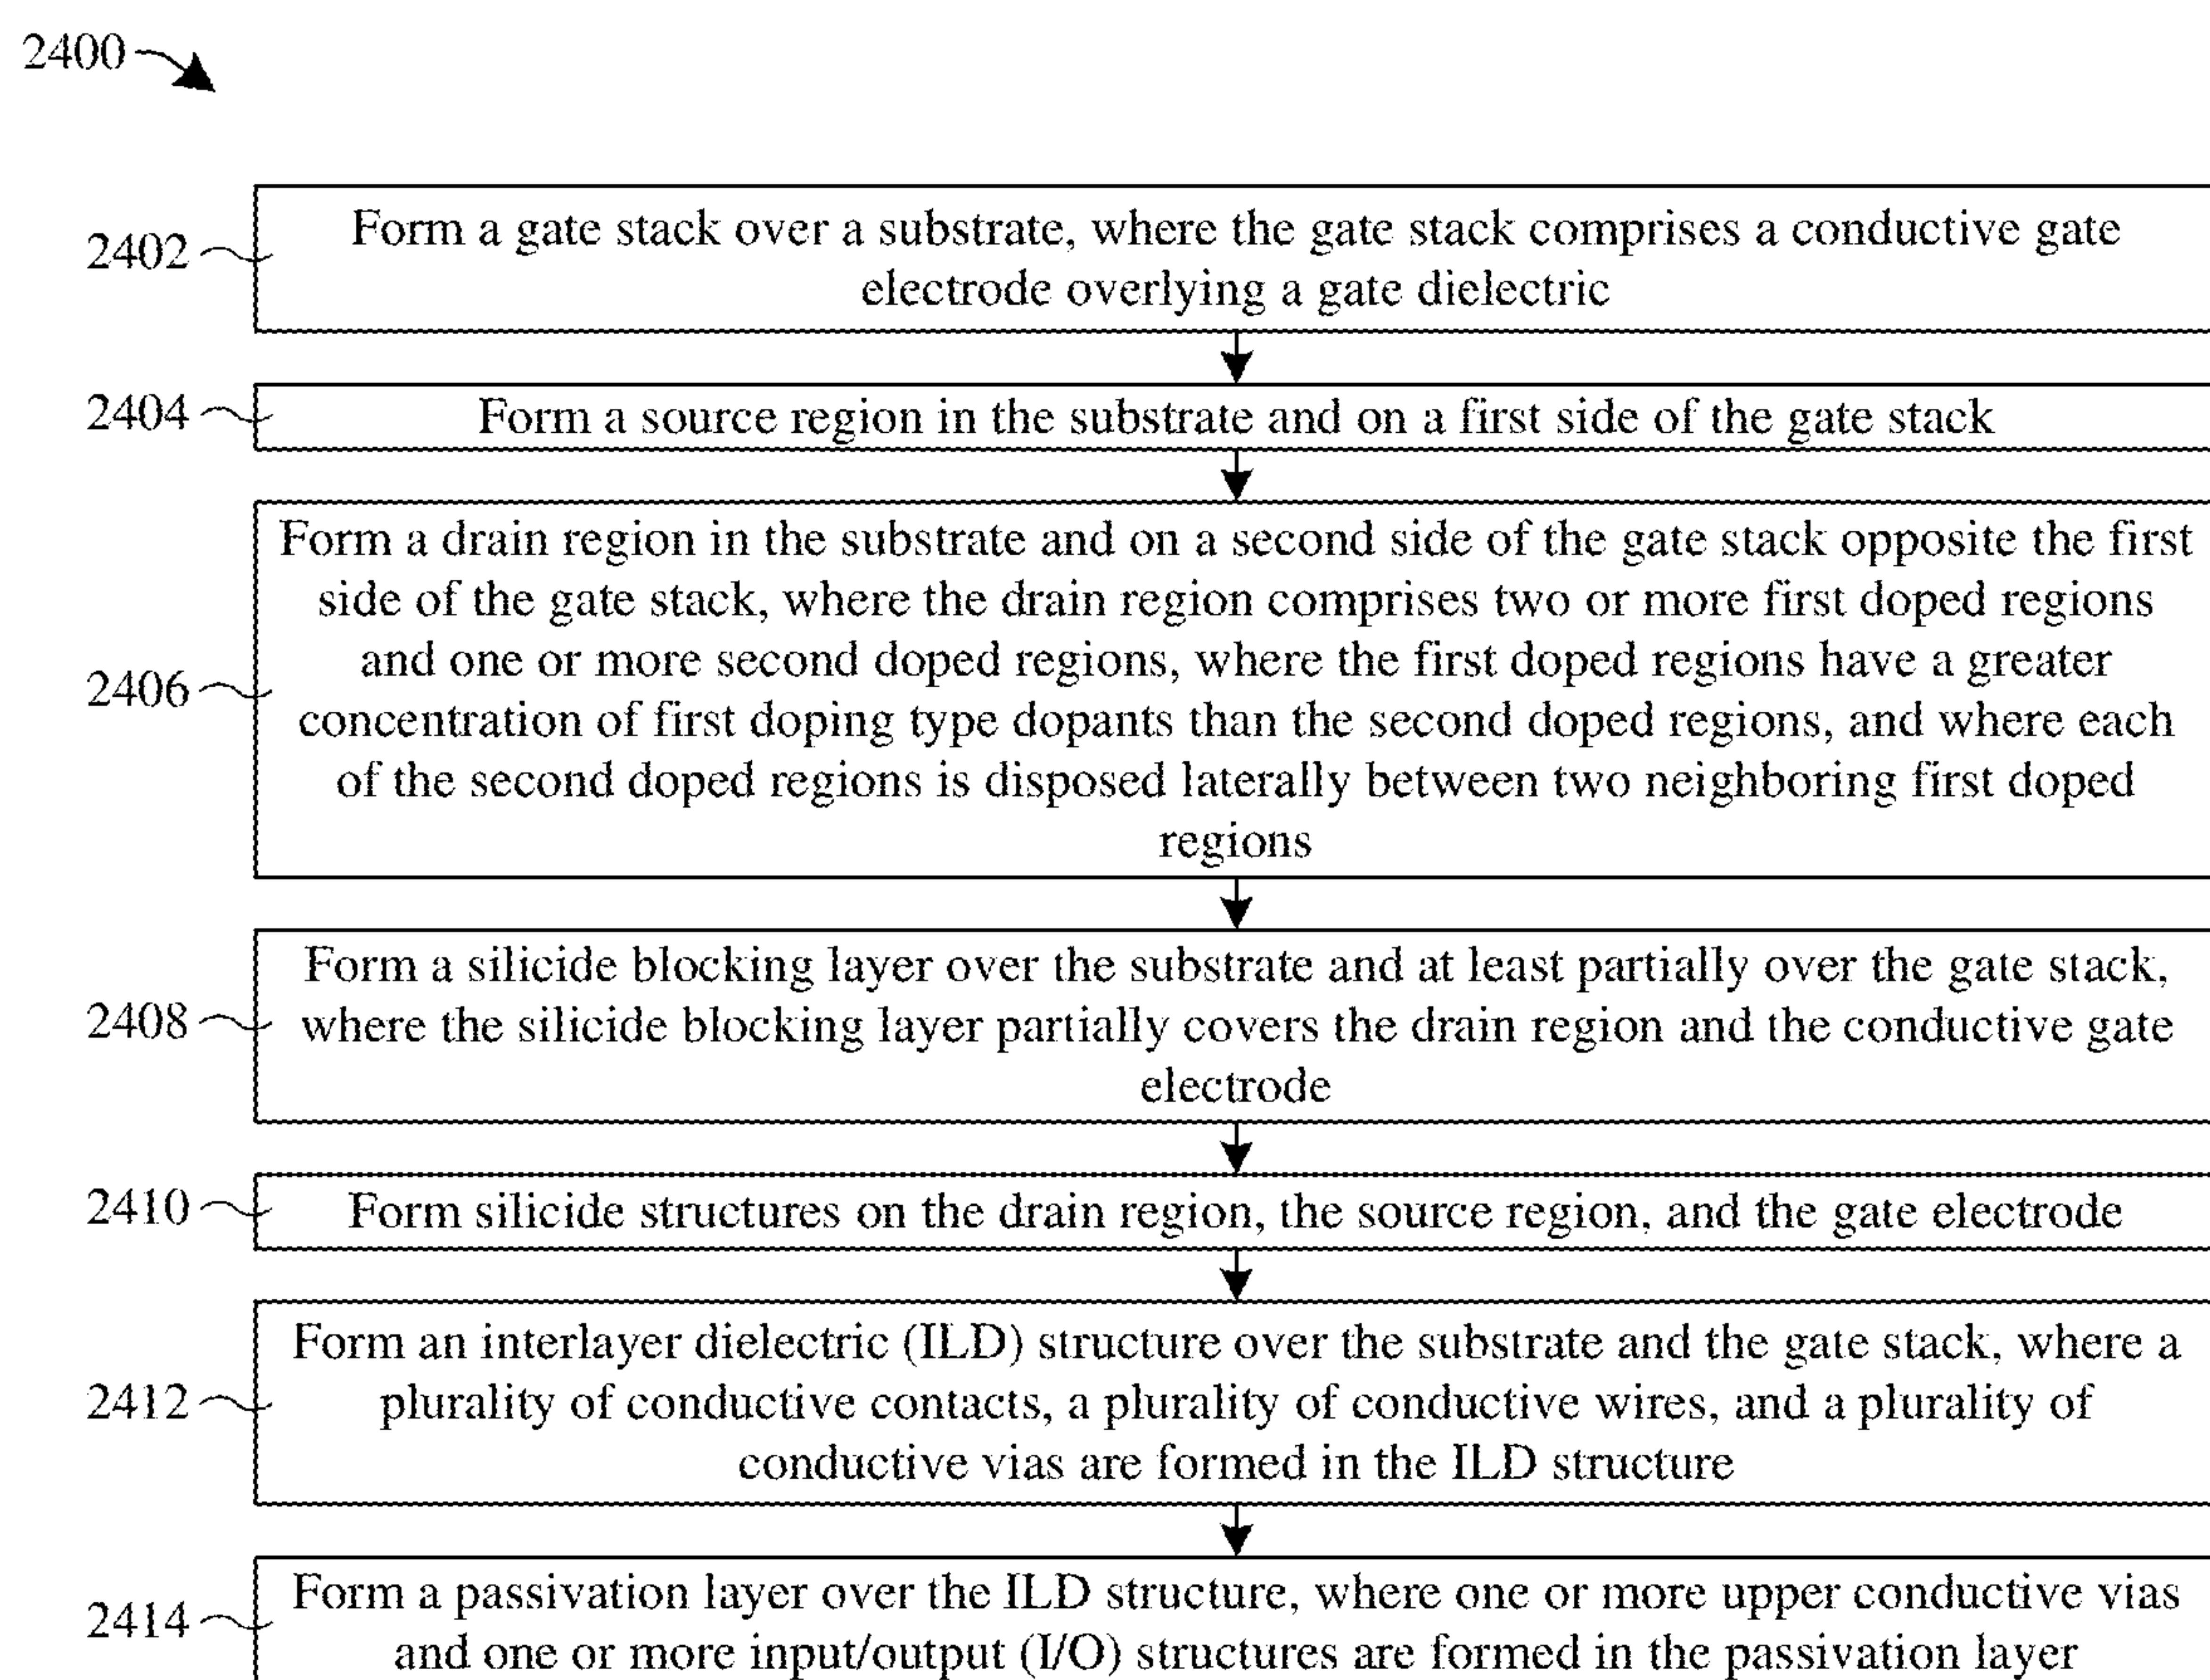 2400
2402
Form a gate stack over a substrate, where the gate stack comprises a conductive gate
electrode overlying a gate dielectric
2404
Form a source region in the substrate and on a first side of the gate stack
2406
Form a drain region in the substrate and on a second side of the gate stack opposite the first
side of the gate stack, where the drain region comprises two or more first doped regions
and one or more second doped regions, where the first doped regions have a greater
concentration of first doping type dopants than the second doped regions, and where each
of the second doped regions is disposed laterally between two neighboring first doped
regions
2408
Form a silicide blocking layer over the substrate and at least partially over the gate stack,
where the silicide blocking layer partially covers the drain region and the conductive gate
electrode
2410
Form silicide structures on the drain region, the source region, and the gate electrode
2412
Form an interlayer dielectric (ILD) structure over the substrate and the gate stack, where a
plurality of conductive contacts, a plurality of conductive wires, and a plurality of
conductive vias are formed in the ILD structure
2414
Form a passivation layer over the ILD structure, where one or more upper conductive vias
and one or more input/output (I/O) structures are formed in the passivation layer